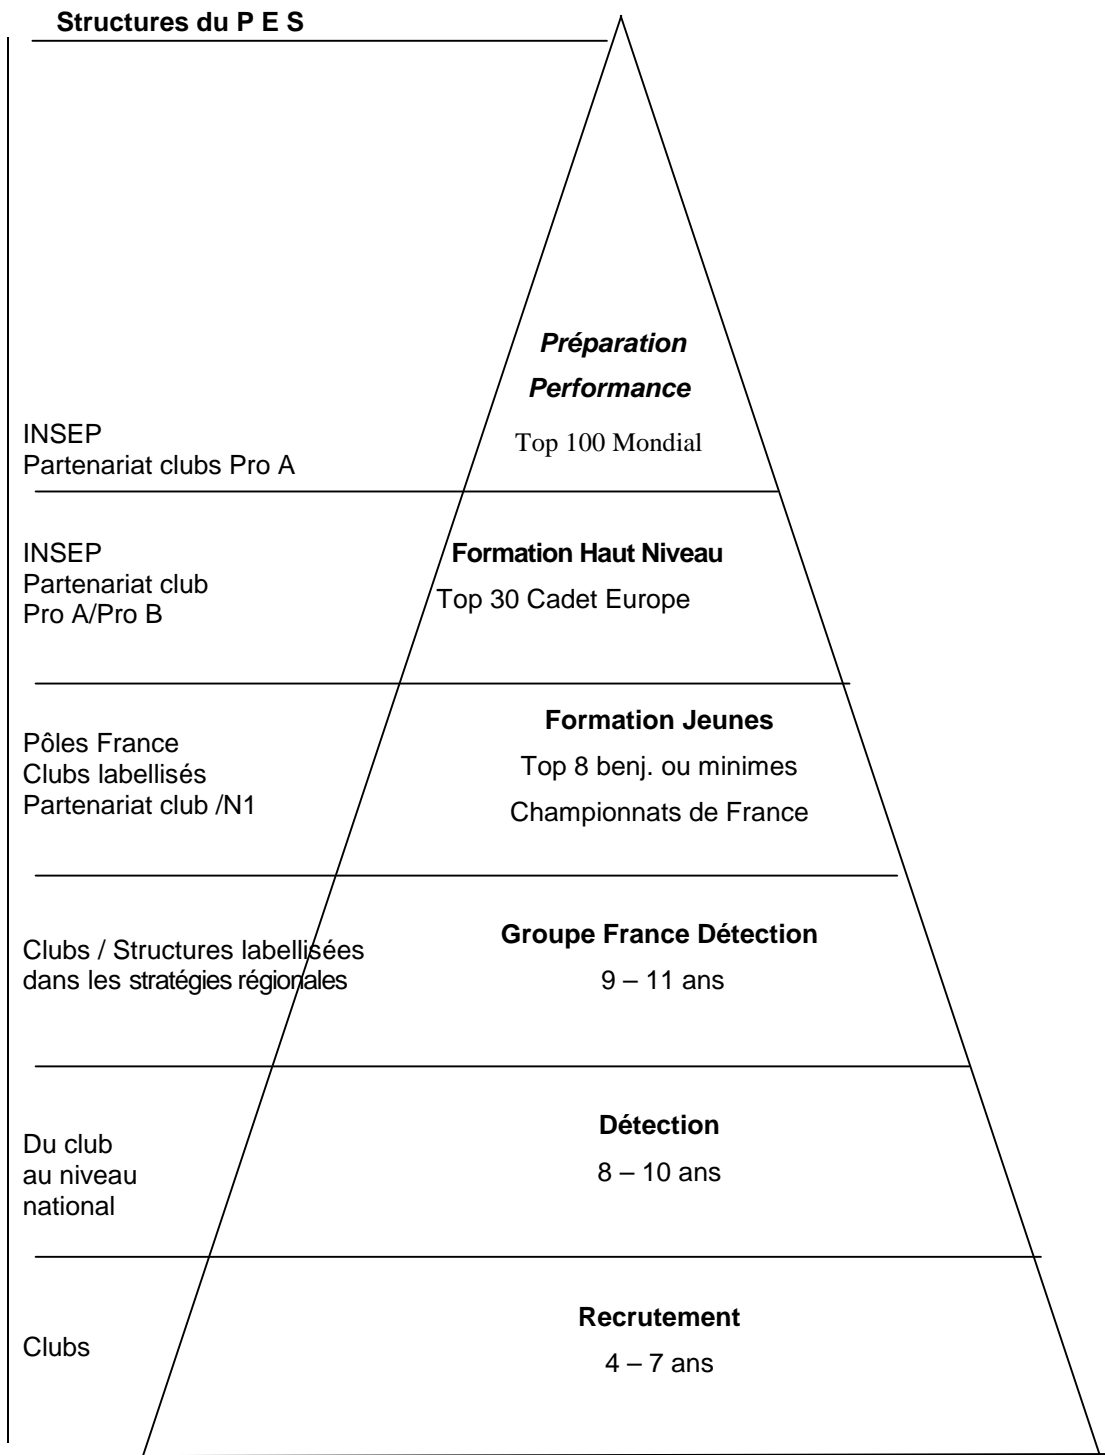 Structures du P E S
Préparation
Performance
Top 100 Mondial
INSEP
Partenariat clubs Pro A
INSEP
Partenariat club
Pro A/Pro B
Formation Haut Niveau
Top 30 Cadet Europe
Pôles France
Clubs labellisés
Partenariat club /N1
Formation Jeunes
Top 8 benj. ou minimes
Championnats de France
Clubs / Structures labellisées
dans les stratégies régionales
Groupe France Détection
9 – 11 ans
Du club
au niveau
national
Détection
8 – 10 ans
Clubs
Recrutement
4 – 7 ans